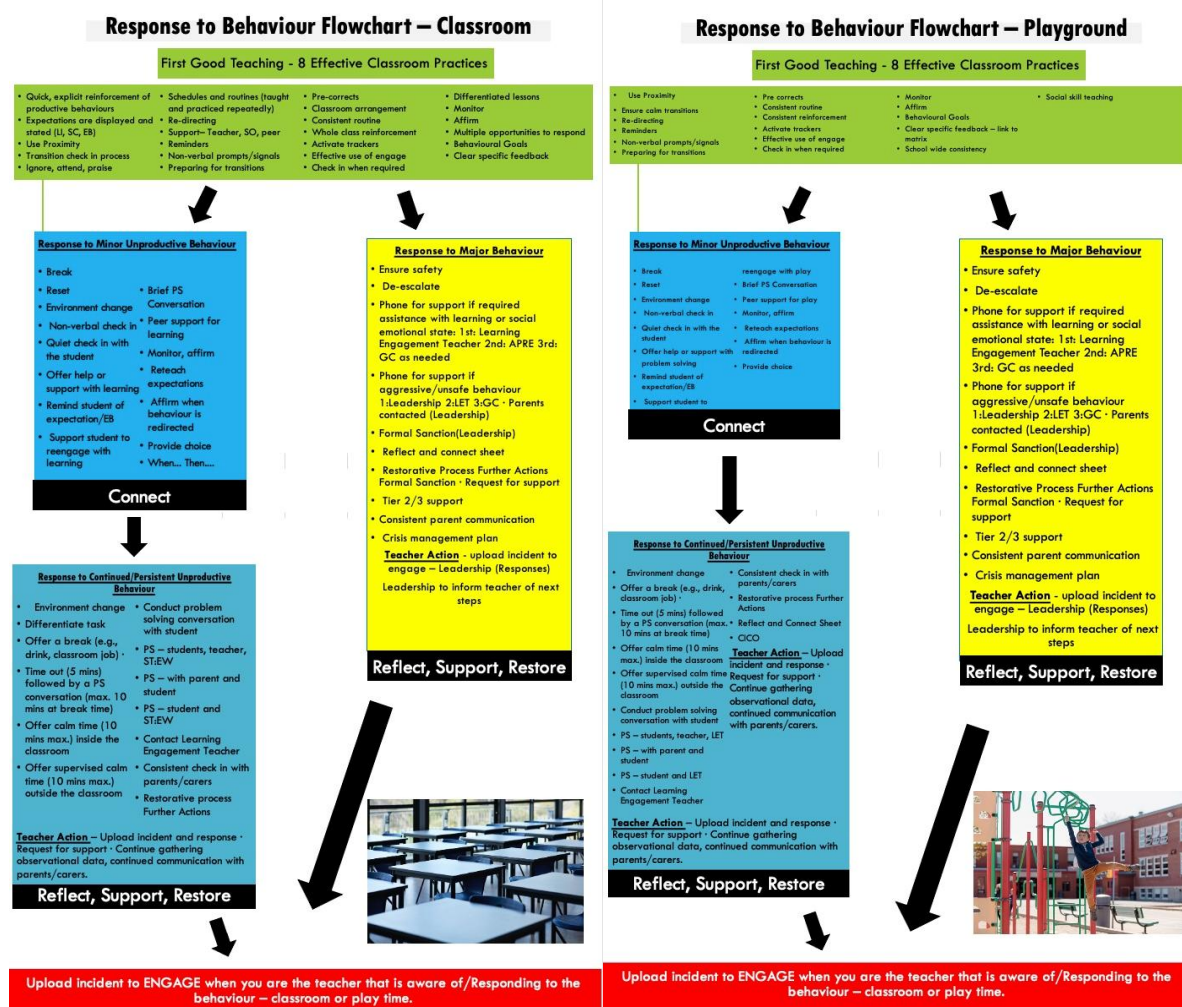 Response to Behaviour Flowchart – Classroom
First Good Teaching - 8 Effective Classroom Practices
• Quick, explicit reinforcement of
productive behaviours
• Expectations are displayed and
stated (LI, SC, EB)
• Use Proximity
• Transition check in process
• Ignore, attend, praise
• Schedules and routines (taught
and practiced repeatedly)
• Re-directing
• Support– Teacher, SO, peer
• Reminders
• Non-verbal prompts/signals
• Preparing for transitions
• Pre-corrects
• Classroom arrangement
• Consistent routine
• Whole class reinforcement
• Activate trackers
• Effective use of engage
• Check in when required
• Differentiated lessons
• Monitor
• Affirm
• Multiple opportunities to respond
• Behavioural Goals
• Clear specific feedback
Response to Minor Unproductive Behaviour
• Break
• Reset
• Environment change
• Non-verbal check in
• Quiet check in with
the student
• Offer help or
support with learning
• Remind student of
expectation/EB
• Support student to
reengage with
learning
• Brief PS
Conversation
• Peer support for
learning
• Monitor, affirm
• Reteach
expectations
• Affirm when
behaviour is
redirected
• Provide choice
• When... Then....
Connect
Response to Major Behaviour
• Ensure safety
• De-escalate
• Phone for support if required
assistance with learning or social
emotional state: 1st: Learning
Engagement Teacher 2nd: APRE 3rd:
GC as needed
• Phone for support if
aggressive/unsafe behaviour
1:Leadership 2:LET 3:GC · Parents
contacted (Leadership)
• Formal Sanction(Leadership)
• Reflect and connect sheet
• Restorative Process Further Actions
Formal Sanction · Request for support
• Tier 2/3 support
• Consistent parent communication
• Crisis management plan
Teacher Action - upload incident to
engage – Leadership (Responses)
Leadership to inform teacher of next
steps
Reflect, Support, Restore
Response to Continued/Persistent Unproductive
Behaviour
• Environment change
• Differentiate task
• Offer a break (e.g.,
drink, classroom job) ·
• Time out (5 mins)
followed by a PS
conversation (max. 10
mins at break time)
• Offer calm time (10
mins max.) inside the
classroom
• Offer supervised calm
time (10 mins max.)
outside the classroom
• Conduct problem
solving conversation
with student
• PS – students, teacher,
ST:EW
• PS – with parent and
student
• PS – student and
ST:EW
• Contact Learning
Engagement Teacher
• Consistent check in with
parents/carers
• Restorative process
Further Actions
Teacher Action – Upload incident and response ·
Request for support · Continue gathering
observational data, continued communication with
parents/carers.
Reflect, Support, Restore
Upload incident to ENGAGE when you are the teacher that is aware of/Responding to the
behaviour – classroom or play time.
Response to Behaviour Flowchart – Playground
First Good Teaching - 8 Effective Classroom Practices
• Use Proximity
• Ensure calm transitions
• Re-directing
• Reminders
• Non-verbal prompts/signals
• Preparing for transitions
• Pre corrects
• Consistent routine
• Consistent reinforcement
• Activate trackers
• Effective use of engage
• Check in when required
• Monitor
• Affirm
• Behavioural Goals
• Clear specific feedback – link to
matrix
• School wide consistency
• Social skill teaching
Response to Minor Unproductive Behaviour
• Break
• Reset
• Environment change
• Non-verbal check in
• Quiet check in with the
student
• Offer help or support with
problem solving
• Remind student of
expectation/EB
• Support student to
reengage with play
• Brief PS Conversation
• Peer support for play
• Monitor, affirm
• Reteach expectations
• Affirm when behaviour is
redirected
• Provide choice
Connect
Response to Major Behaviour
• Ensure safety
• De-escalate
• Phone for support if required
assistance with learning or social
emotional state: 1st: Learning
Engagement Teacher 2nd: APRE
3rd: GC as needed
• Phone for support if
aggressive/unsafe behaviour
1:Leadership 2:LET 3:GC · Parents
contacted (Leadership)
• Formal Sanction(Leadership)
• Reflect and connect sheet
• Restorative Process Further Actions
Formal Sanction · Request for
support
• Tier 2/3 support
• Consistent parent communication
• Crisis management plan
Teacher Action - upload incident to
engage – Leadership (Responses)
Leadership to inform teacher of next
steps
Reflect, Support, Restore
Response to Continued/Persistent Unproductive
Behaviour
• Environment change
• Offer a break (e.g., drink,
classroom job) ·
• Time out (5 mins) followed
by a PS conversation (max.
10 mins at break time)
• Offer calm time (10 mins
max.) inside the classroom
• Offer supervised calm time
(10 mins max.) outside the
classroom
• Conduct problem solving
conversation with student
• PS – students, teacher, LET
• PS – with parent and
student
• PS – student and LET
• Contact Learning
Engagement Teacher
• Consistent check in with
parents/carers
• Restorative process Further
Actions
• Reflect and Connect Sheet
• CICO
Teacher Action – Upload
incident and response ·
Request for support ·
Continue gathering
observational data,
continued communication
with parents/carers.
Teacher Action – Upload incident and response ·
Request for support · Continue gathering
observational data, continued communication with
parents/carers.
Reflect, Support, Restore
Upload incident to ENGAGE when you are the teacher that is aware of/Responding to the
behaviour – classroom or play time.